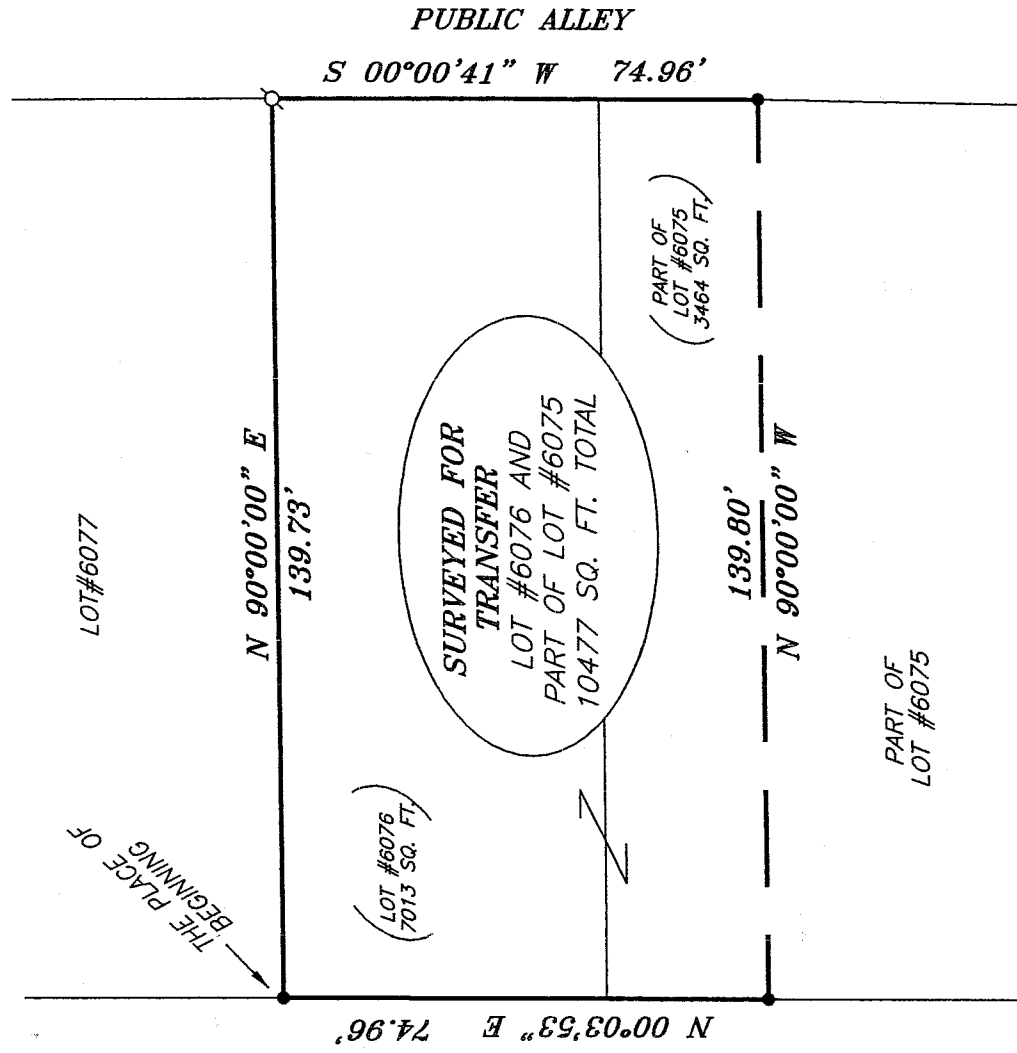 PUBLIC ALLEY
S 00°00'41" W 74.96'
LOT#6077
N 90°00'00" E
139.73'
SURVEYED FOR
TRANSFER
LOT #6076 AND
PART OF LOT #6075
10477 SQ. FT. TOTAL
(PART OF
LOT #6075
3464 SQ. FT.)
139.80'
N 90°00'00" W
PART OF
LOT #6075
(LOT #6076
7013 SQ. FT.)
THE PLACE OF
BEGINNING
N 00°03'53" E 74.96'